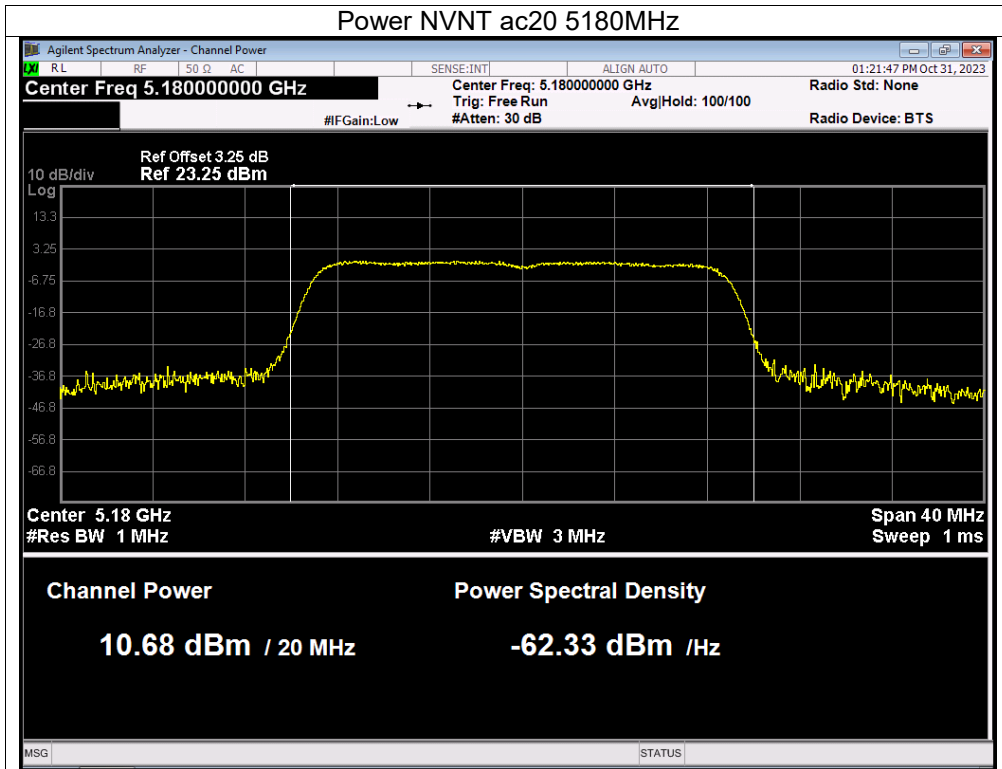 Power NVNT ac20 5180MHz
Agilent Spectrum Analyzer - Channel Power
LXI RL RF 50 Ω AC SENSE:INT ALIGN AUTO 01:21:47 PM Oct 31, 2023
Center Freq 5.180000000 GHz Center Freq: 5.180000000 GHz Radio Std: None
Trig: Free Run Avg|Hold: 100/100
#IFGain:Low #Atten: 30 dB Radio Device: BTS
Ref Offset 3.25 dB
10 dB/div Ref 23.25 dBm
Log
13.3
3.25
-6.75
-16.8
-26.8
-36.8
-46.8
-56.8
-66.8
Center 5.18 GHz Span 40 MHz
#Res BW 1 MHz #VBW 3 MHz Sweep 1 ms
Channel Power Power Spectral Density
10.68 dBm / 20 MHz -62.33 dBm /Hz
MSG STATUS